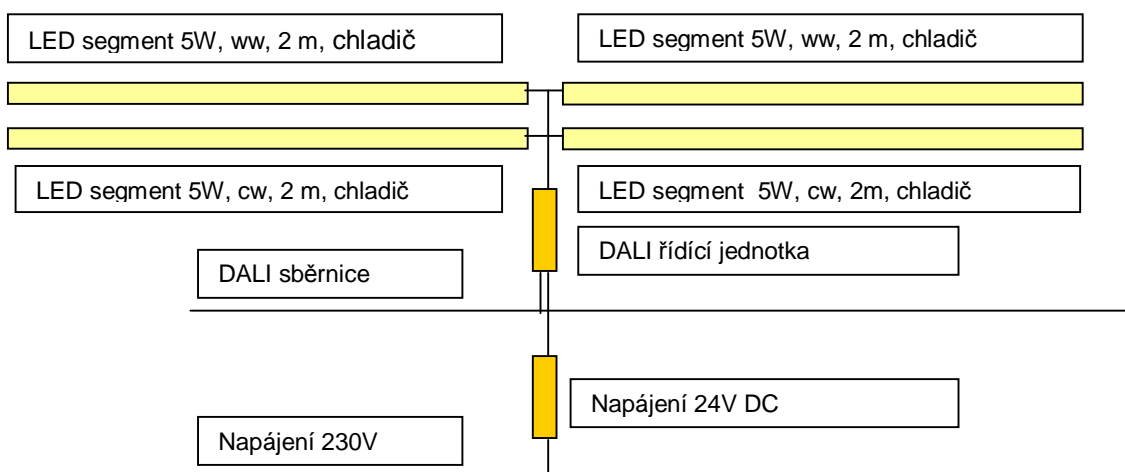 LED segment 5W, ww, 2 m, chladič
LED segment 5W, ww, 2 m, chladič
LED segment 5W, cw, 2 m, chladič
LED segment  5W, cw, 2m, chladič
DALI sběrnice
DALI řídící jednotka
Napájení 24V DC
Napájení 230V